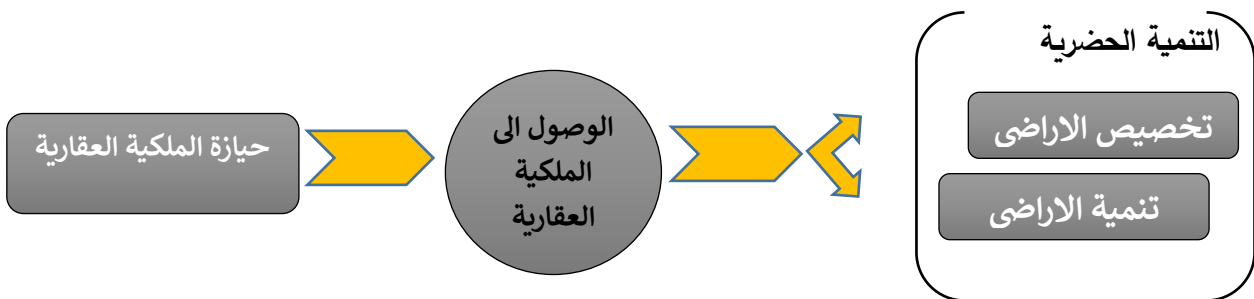 التنمية الحضرية
تخصيص الاراضى
تنمية الاراضى
الوصول الى
الملكية
العقارية
حيازة الملكية العقارية